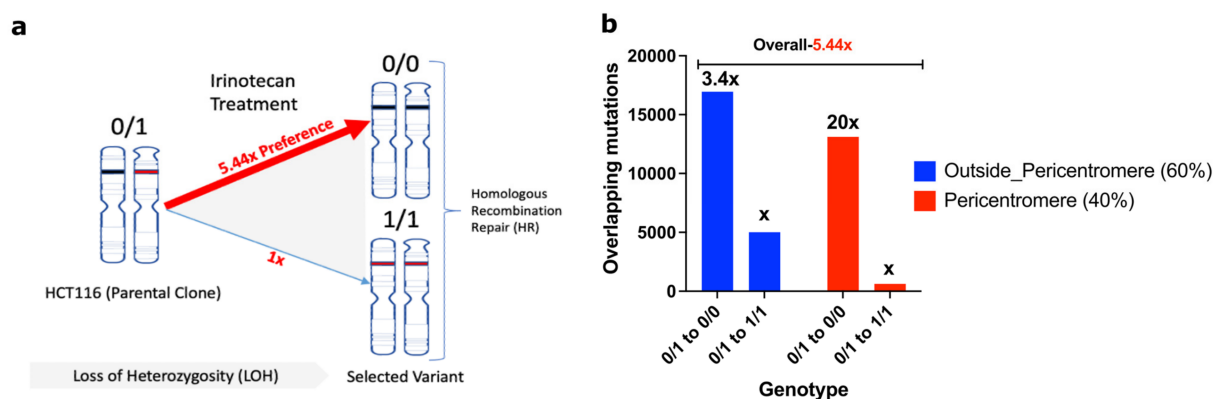 a
Irinotecan
Treatment
0/0
0/1
5.44x Preference
1x
1/1
Homologous
Recombination
Repair (HR)
HCT116 (Parental Clone)
Loss of Heterozygosity (LOH)
Selected Variant
b
Overall-5.44x
20000
15000
10000
5000
0
Overlapping mutations
3.4x
x
20x
x
0/1 to 0/0
0/1 to 1/1
0/1 to 0/0
0/1 to 1/1
Genotype
Outside_Pericentromere (60%)
Pericentromere (40%)